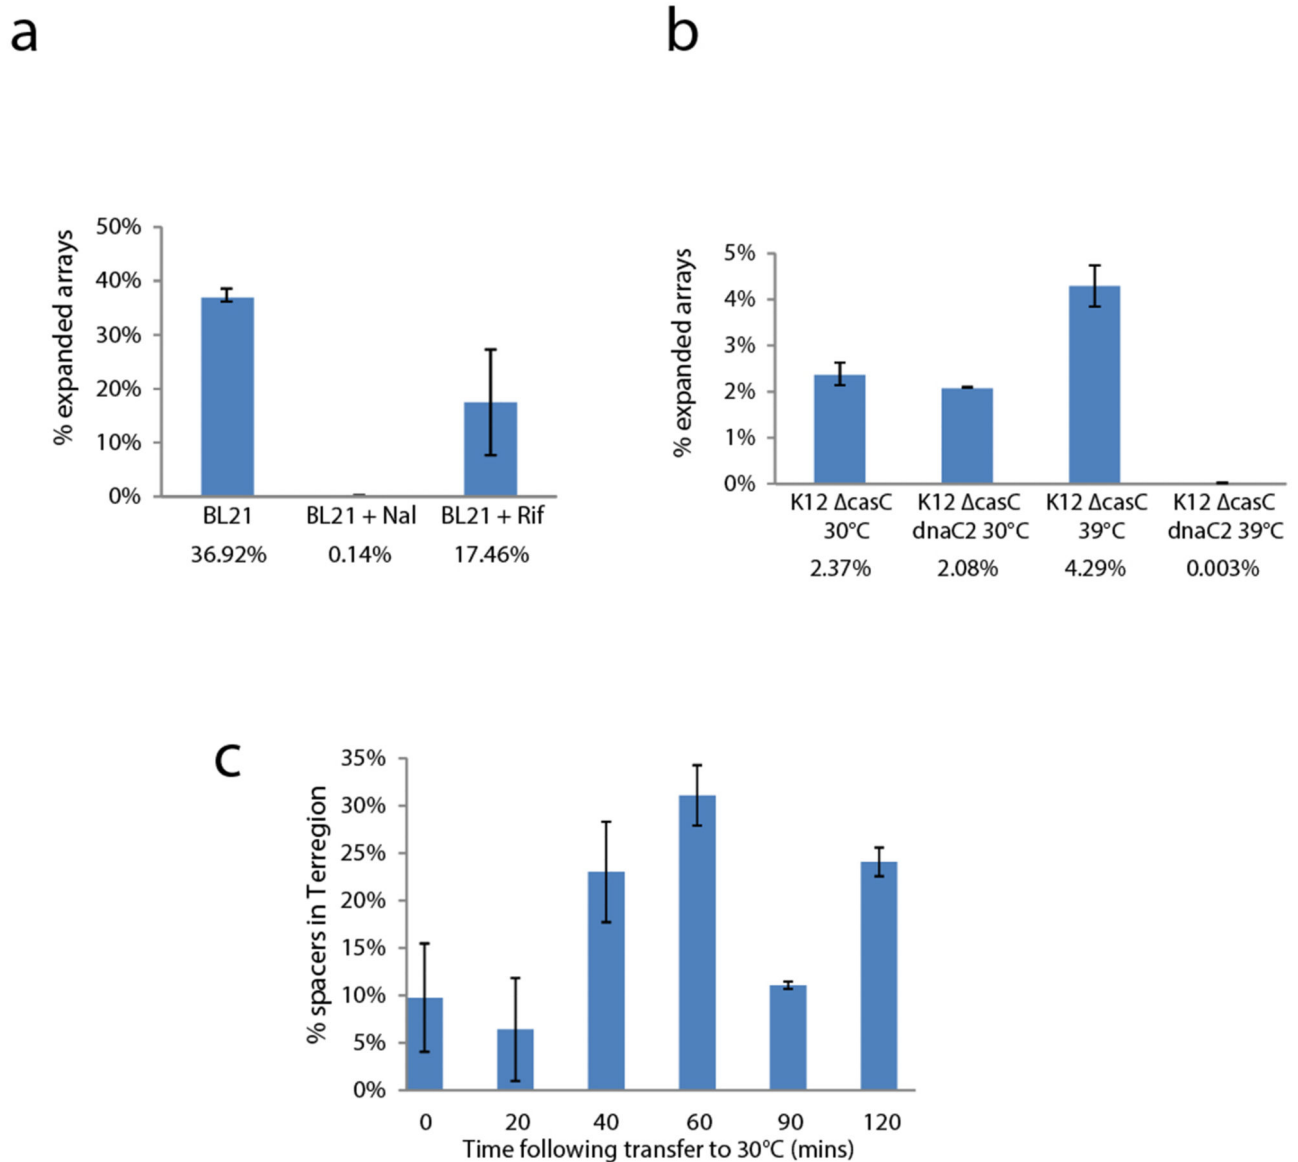 a
% expanded arrays
50%
40%
30%
20%
10%
0%
BL21 BL21 + Nal BL21 + Rif
36.92% 0.14% 17.46%
b
% expanded arrays
5%
4%
3%
2%
1%
0%
K12 ΔcasC K12 ΔcasC K12 ΔcasC K12 ΔcasC
30°C dnaC2 30°C 39°C dnaC2 39°C
2.37% 2.08% 4.29% 0.003%
c
% spacers in Terregion
35%
30%
25%
20%
15%
10%
5%
0%
0 20 40 60 90 120
Time following transfer to 30°C (mins)